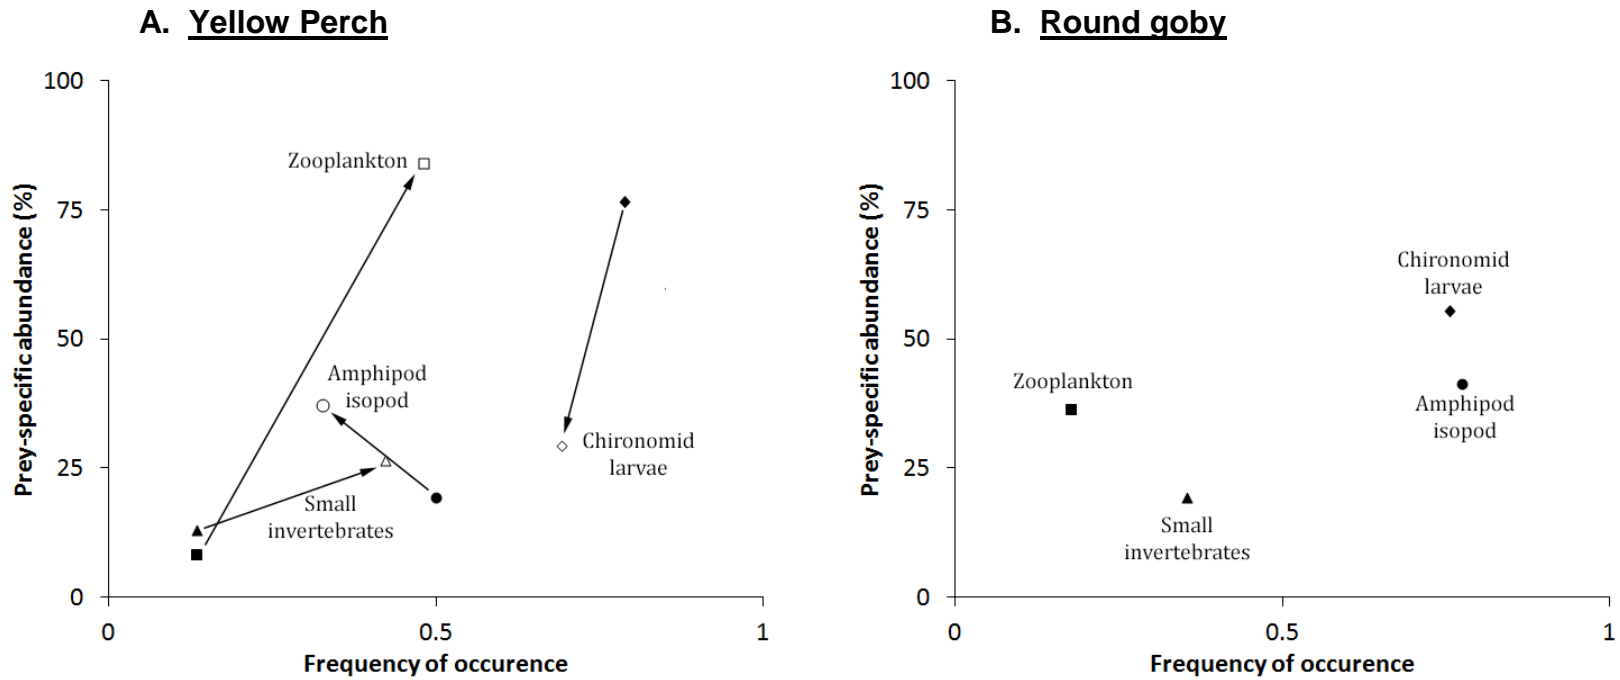 A. Yellow Perch
100
75
50
25
0
0
0.5
1
Prey-specific abundance (%)
Frequency of occurence
Zooplankton
Amphipod
isopod
Small
invertebrates
Chironomid
larvae
B. Round goby
100
75
50
25
0
0
0.5
1
Prey-specific abundance (%)
Frequency of occurence
Chironomid
larvae
Zooplankton
Amphipod
isopod
Small
invertebrates